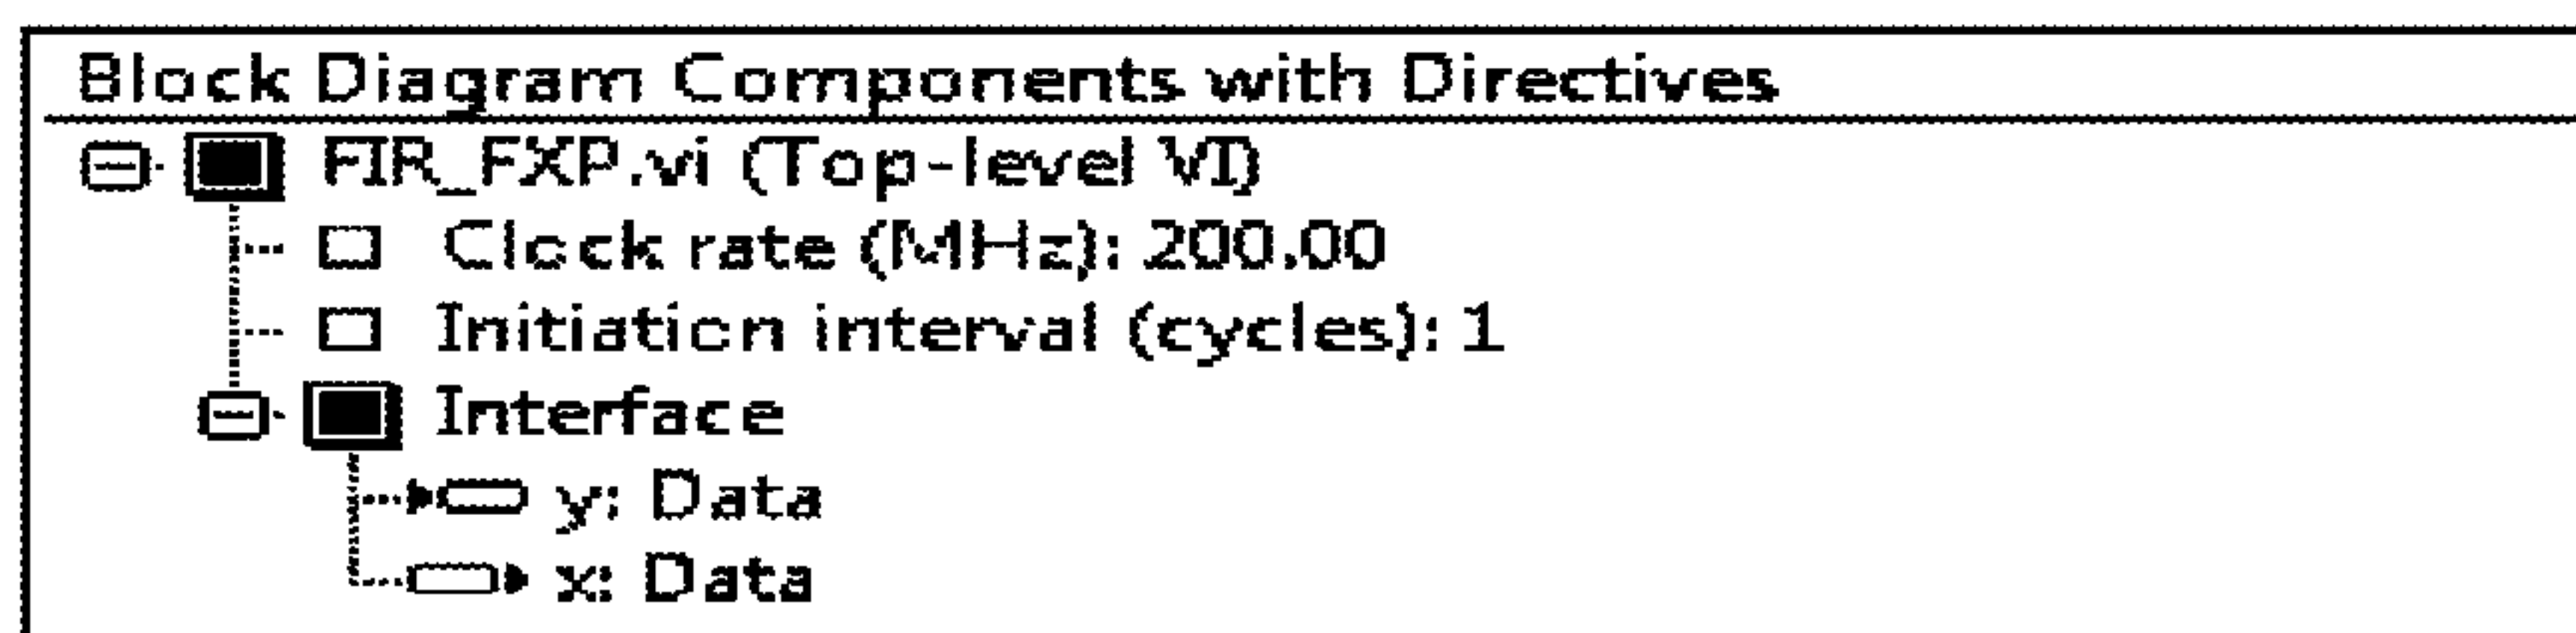 Block Diagram Components with Directives
FIR_FXP.vi (Top-level VI)
Clock rate (MHz): 200.00
Initiation interval (cycles): 1
Interface
y: Data
x: Data